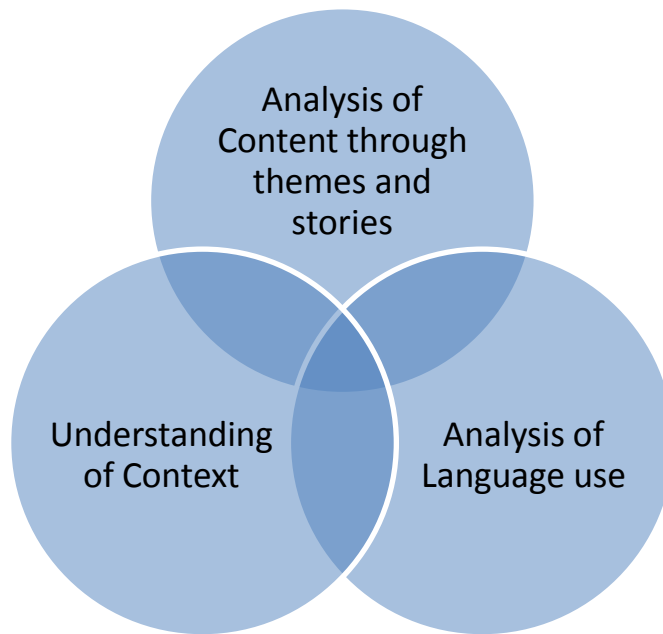 Analysis of
Content through
themes and
stories
Understanding
of Context
Analysis of
Language use